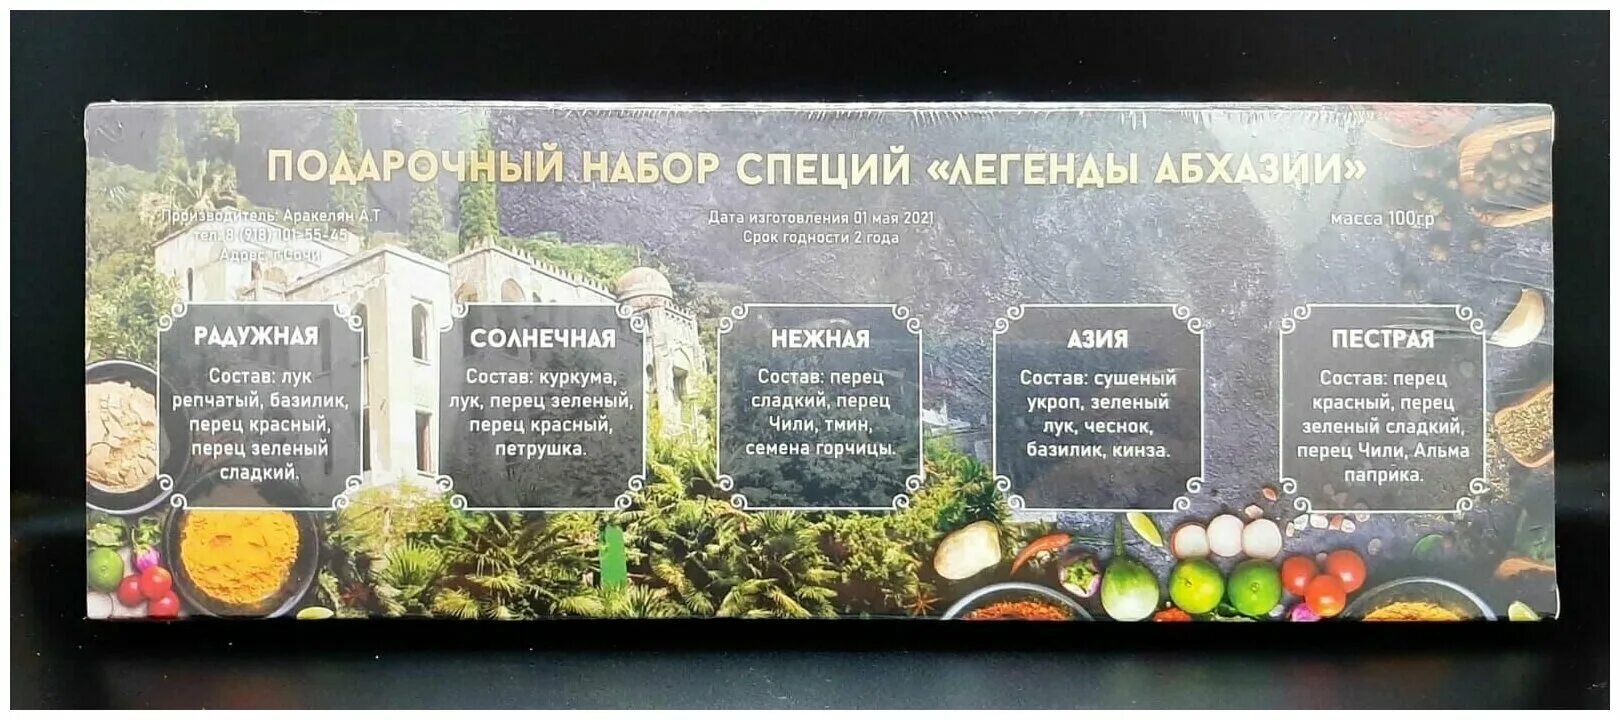 ПОДАРОЧНЫЙ НАБОР СПЕЦИЙ «ЛЕГЕНДЫ АБХАЗИИ»
Производитель: Аракелян А.Т
тел. 8 (918) 101-55-45
Адрес: г.Сочи
Дата изготовления 01 мая 2021
Срок годности 2 года
масса 100гр
РАДУЖНАЯ
Состав: лук
репчатый, базилик,
перец красный,
перец зеленый
сладкий.
СОЛНЕЧНАЯ
Состав: куркума,
лук, перец зеленый,
перец красный,
петрушка.
НЕЖНАЯ
Состав: перец
сладкий, перец
Чили, тмин,
семена горчицы.
АЗИЯ
Состав: сушеный
укроп, зеленый
лук, чеснок,
базилик, кинза.
ПЕСТРАЯ
Состав: перец
красный, перец
зеленый сладкий,
перец Чили, Альма
паприка.